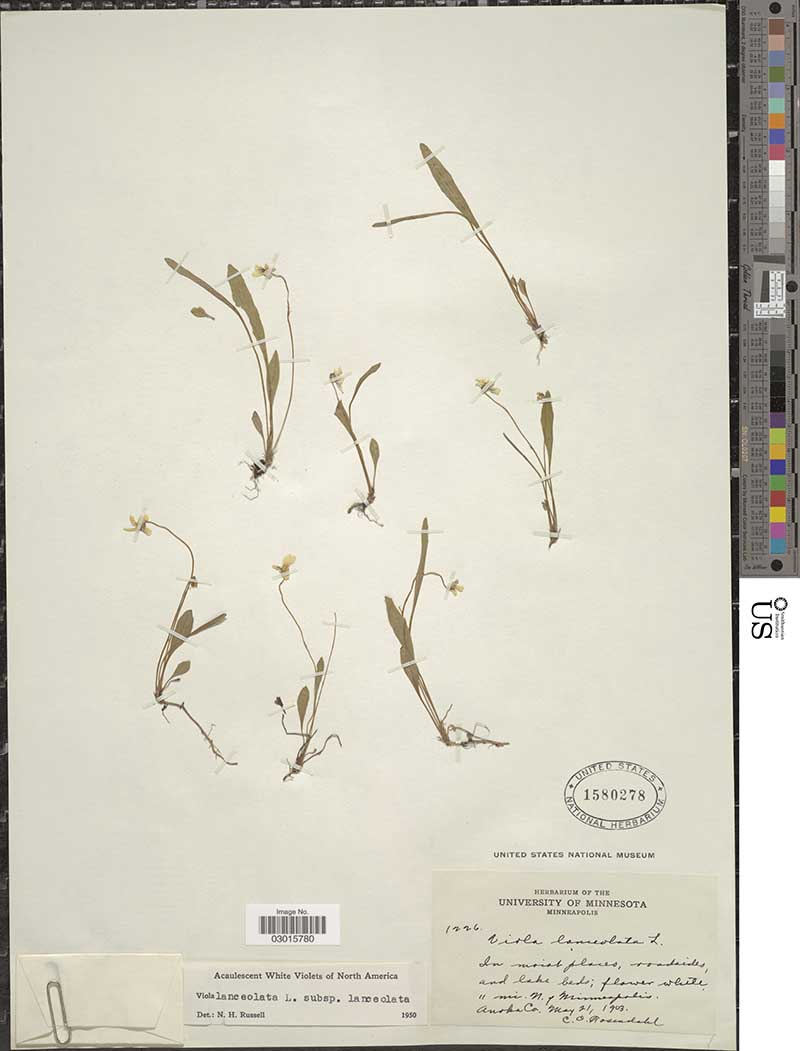 UNITED STATES
1580278
NATIONAL HERBARIUM
UNITED STATES NATIONAL MUSEUM
HERBARIUM OF THE
UNIVERSITY OF MINNESOTA
MINNEAPOLIS
1226.
Viola lanceolata L.
In moist places, roadsides,
and lake beds; flower white.
11 mi. N. of Minneapolis.
Anoka Co. May 21, 1903.
C. O. Rosendahl
Image No.
03015780
Acaulescent White Violets of North America
Viola lanceolata L. subsp. lanceolata
Det.: N. H. Russell 1950
Golden Thread
Smithsonian
Institution
US